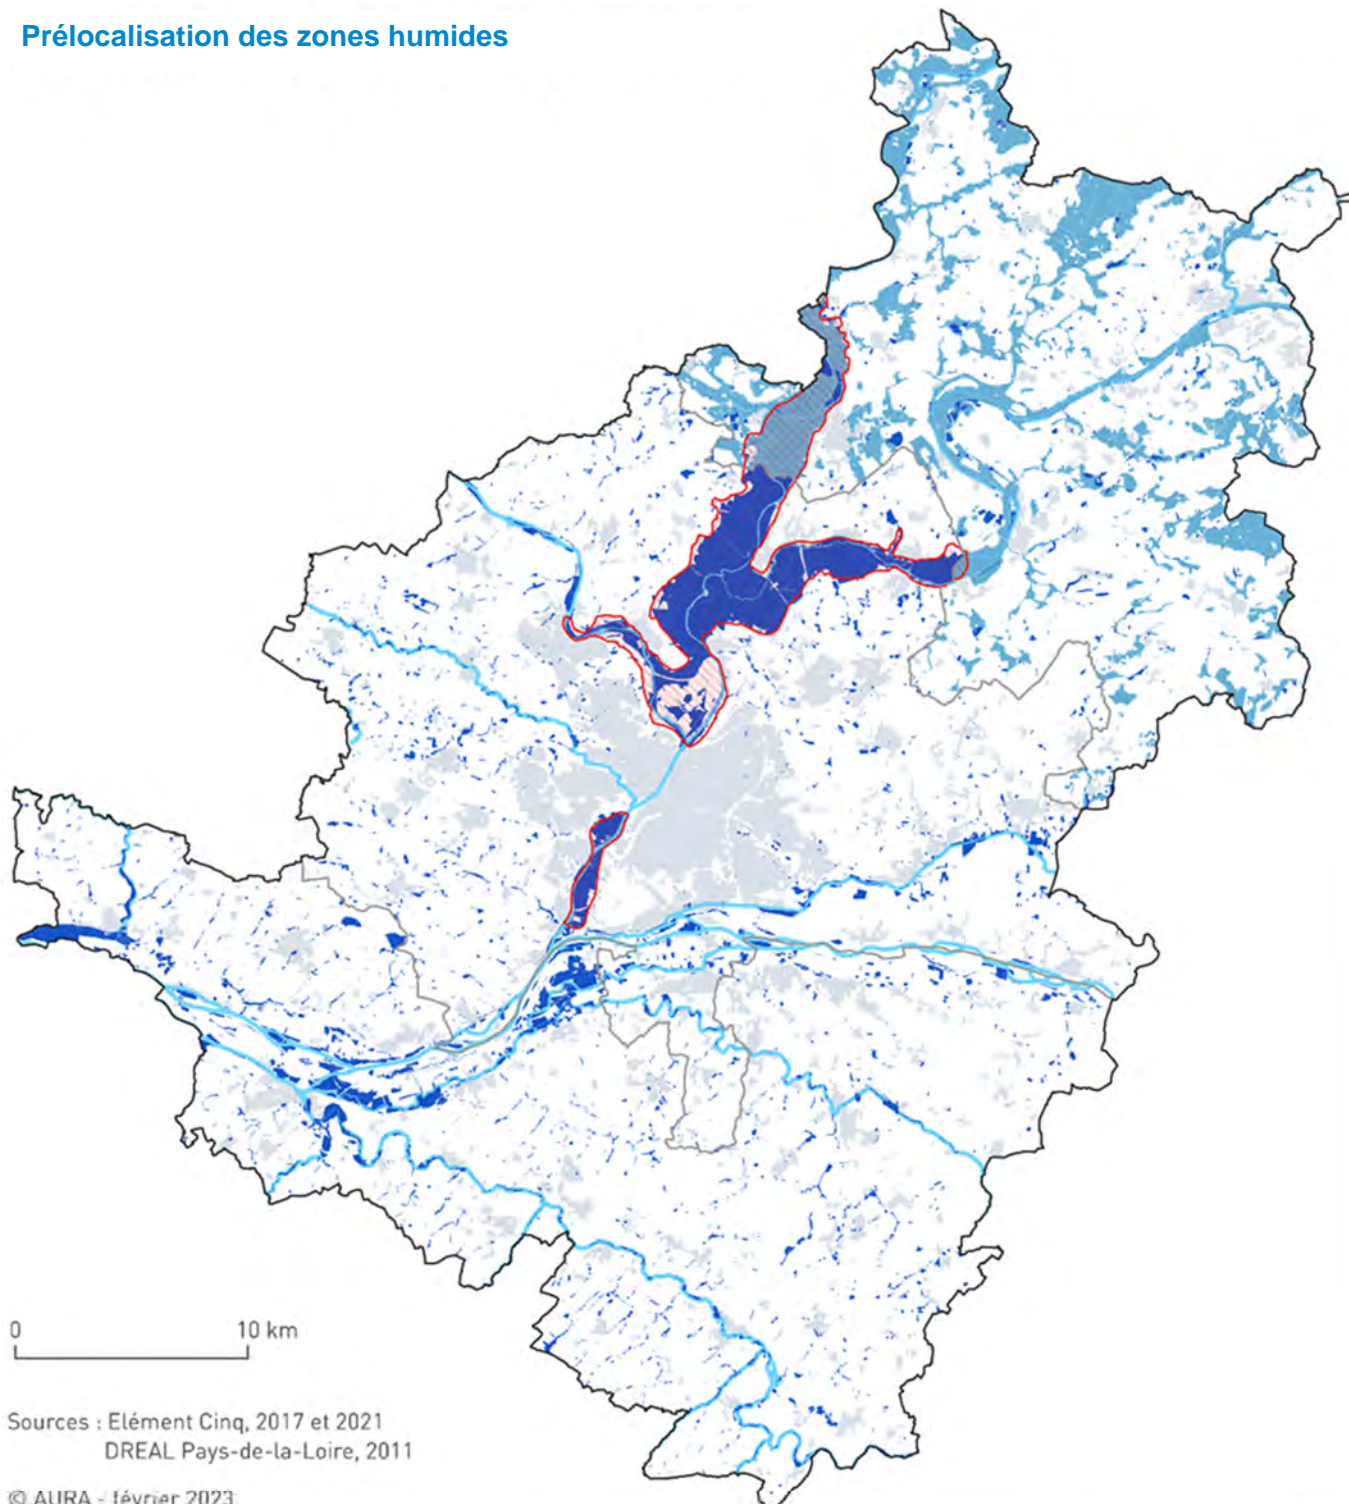 Prélocalisation des zones humides
0 10 km
Sources : Elément Cinq, 2017 et 2021
DREAL Pays-de-la-Loire, 2011
© AURA - février 2023